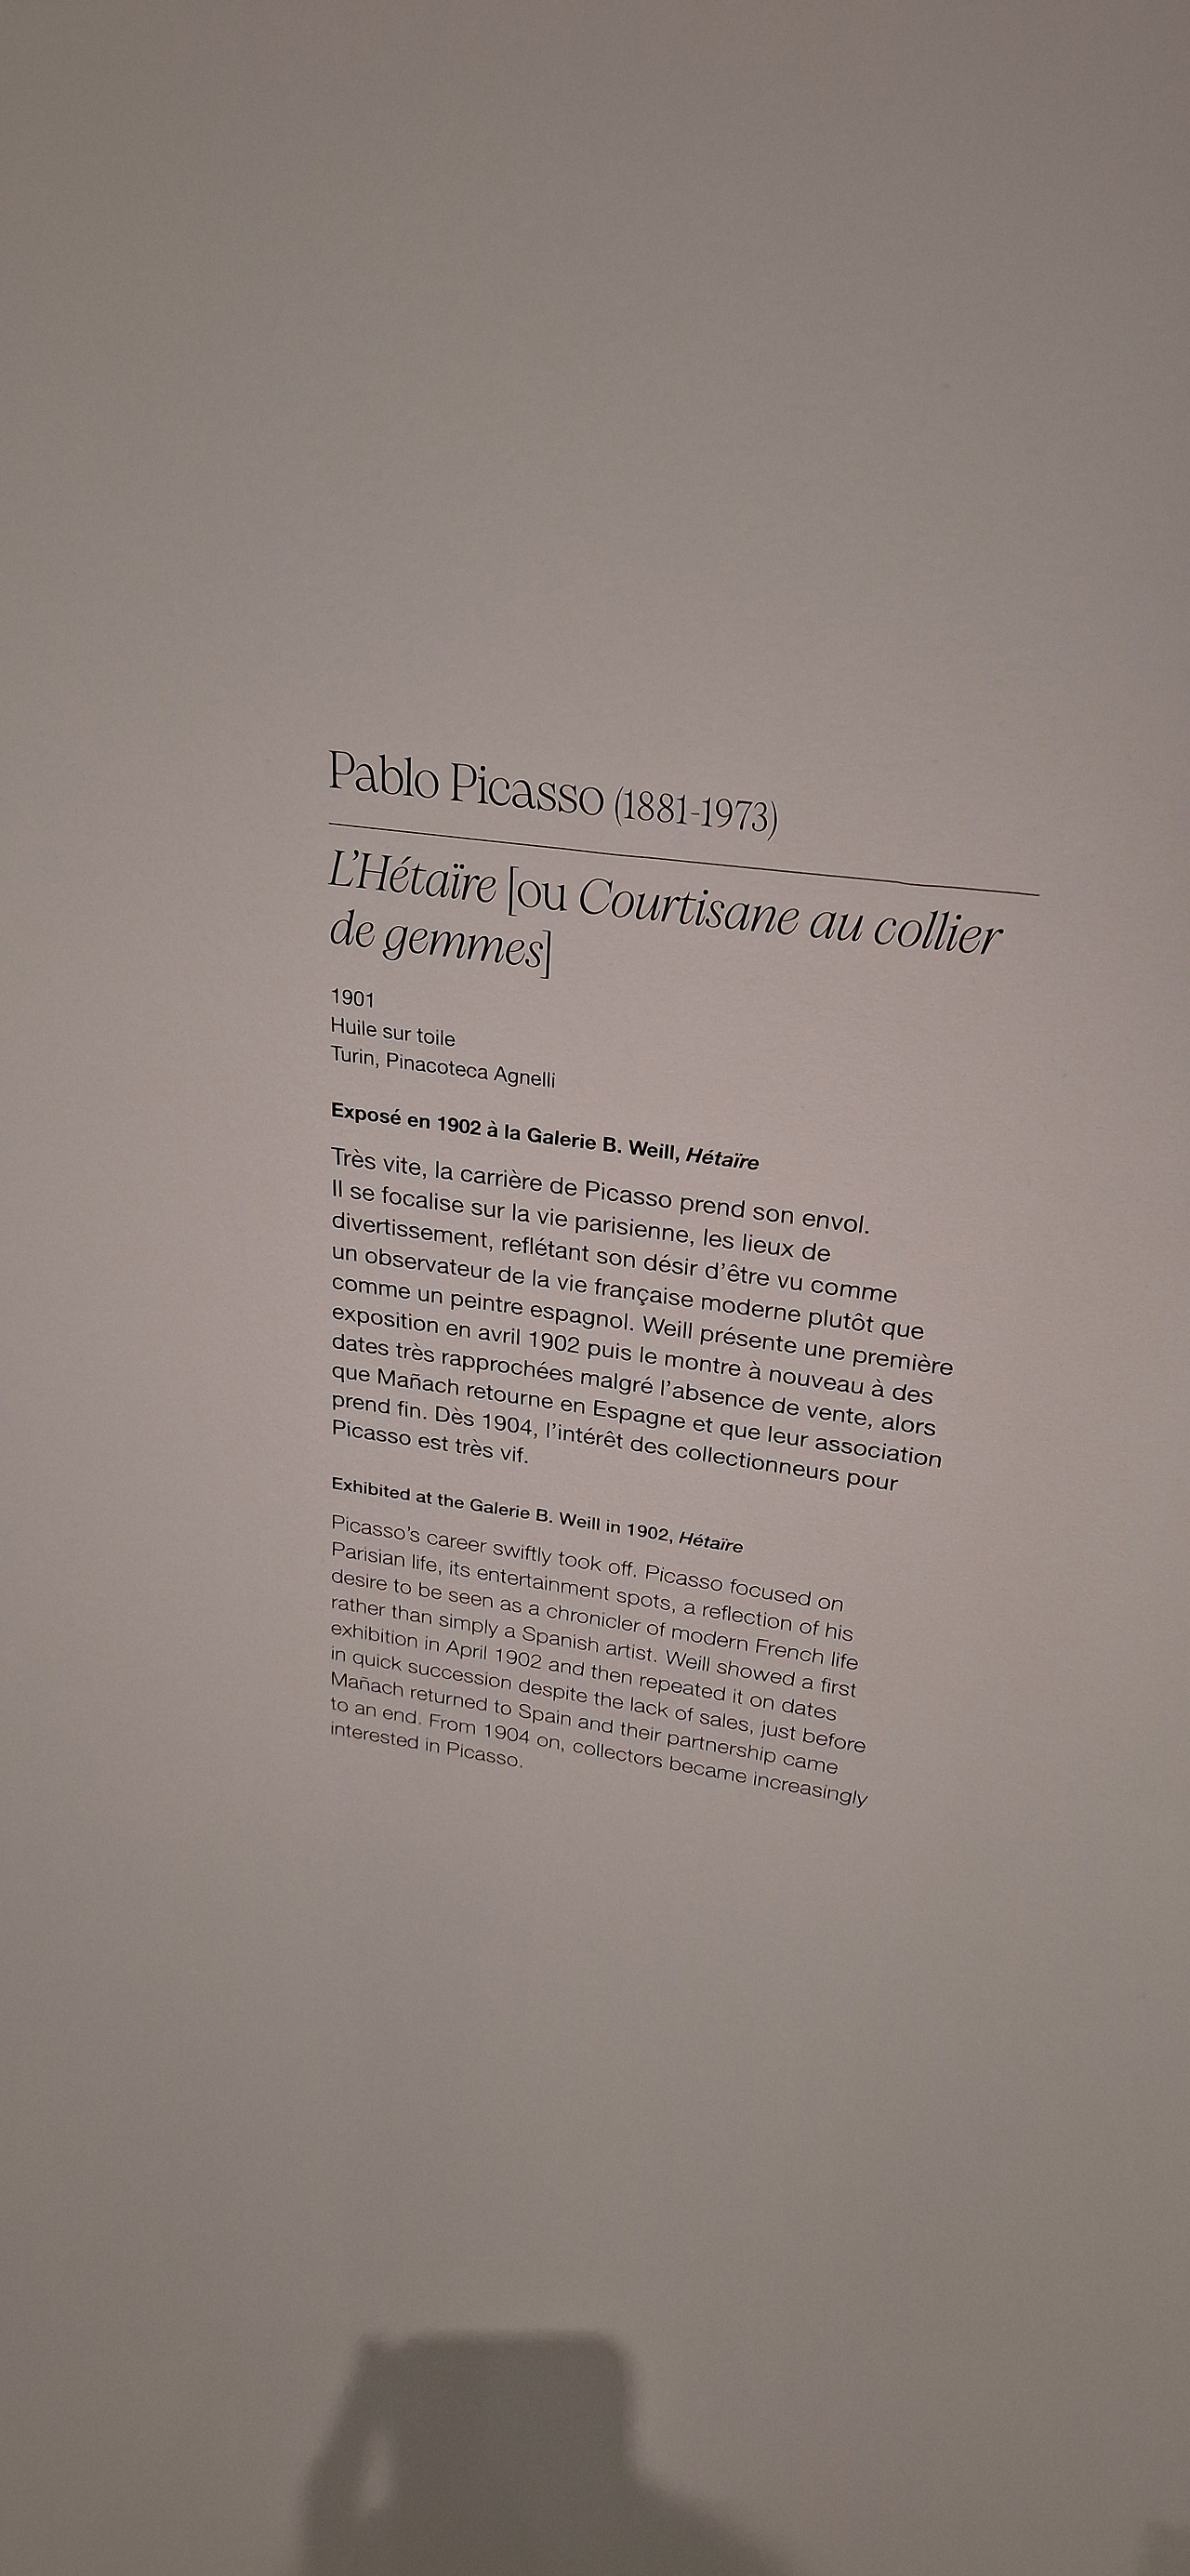 Pablo Picasso (1881-1973)
L'Hétaïre [ou Courtisane au collier
de gemmes]
1901
Huile sur toile
Turin, Pinacoteca Agnelli
Exposé en 1902 à la Galerie B. Weill, Hétaïre
Très vite, la carrière de Picasso prend son envol.
Il se focalise sur la vie parisienne, les lieux de
divertissement, reflétant son désir d'être vu comme
un observateur de la vie française moderne plutôt que
comme un peintre espagnol. Weill présente une première
exposition en avril 1902 puis le montre à nouveau à des
dates très rapprochées malgré l'absence de vente, alors
que Mañach retourne en Espagne et que leur association
prend fin. Dès 1904, l'intérêt des collectionneurs pour
Picasso est très vif.
Exhibited at the Galerie B. Weill in 1902, Hétaïre
Picasso's career swiftly took off. Picasso focused on
Parisian life, its entertainment spots, a reflection of his
desire to be seen as a chronicler of modern French life
rather than simply a Spanish artist. Weill showed a first
exhibition in April 1902 and then repeated it on dates
in quick succession despite the lack of sales, just before
Mañach returned to Spain and their partnership came
to an end. From 1904 on, collectors became increasingly
interested in Picasso.